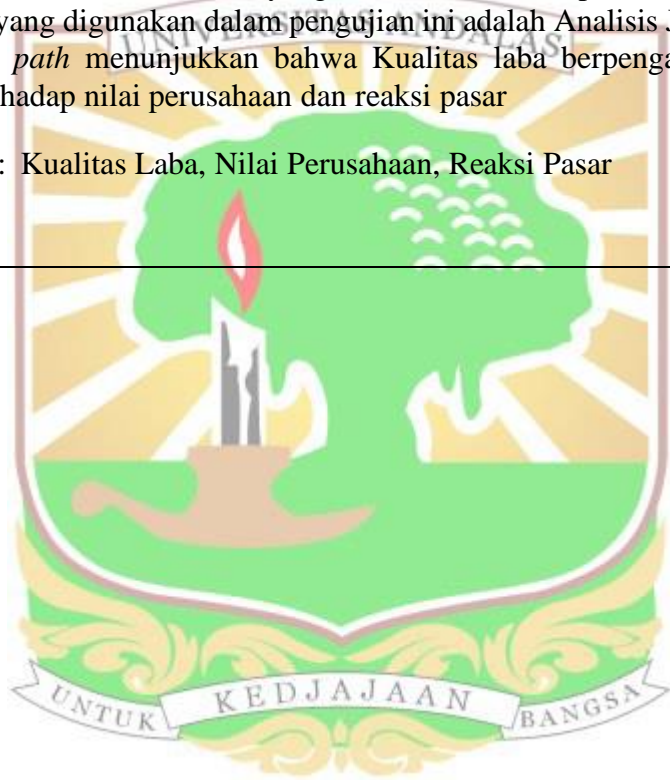 yang digunakan dalam pengujian ini adalah Analisis
UNIVERSITAS ANDALAS
path menunjukkan bahwa Kualitas laba
hadap nilai perusahaan dan reaksi pasar
: Kualitas Laba, Nilai Perusahaan, Reaksi Pasar
UNTUK KEDJAJAAN BANGSA